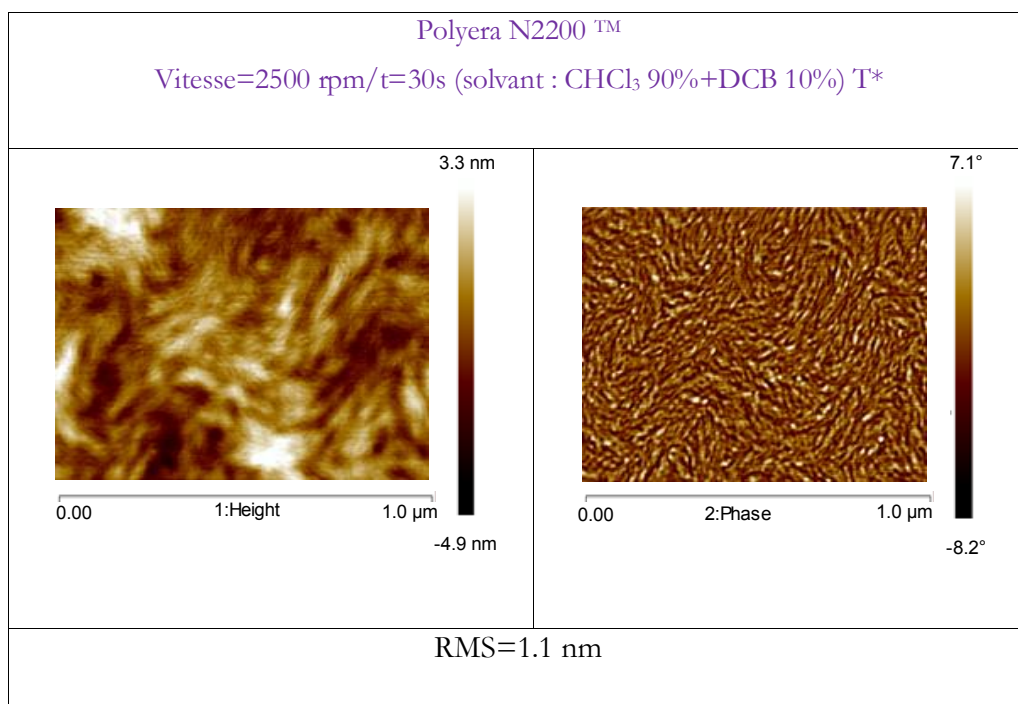 Polyera N2200 ™
Vitesse=2500 rpm/t=30s (solvant : CHCl₃ 90%+DCB 10%) T*
3.3 nm
0.00
1:Height
1.0 µm
-4.9 nm
7.1°
0.00
2:Phase
1.0 µm
-8.2°
RMS=1.1 nm